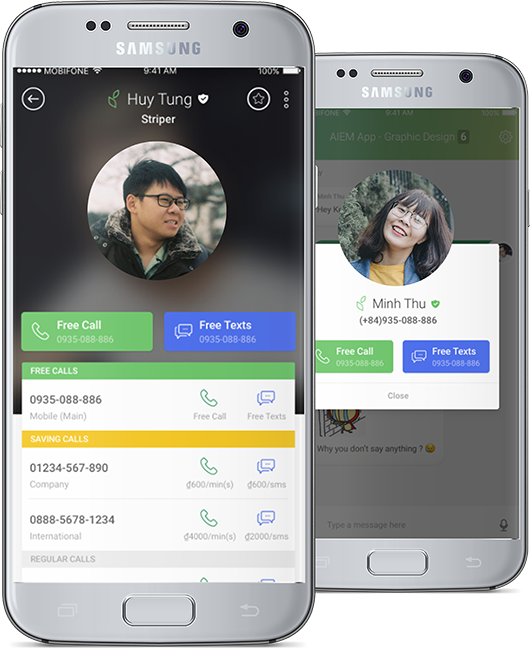 SAMSUNG
MOBIFONE 9:41 AM 100%
Huy Tung
Striper
Free Call
0935-088-886
Free Texts
0935-088-886
FREE CALLS
0935-088-886
Mobile (Main)
Free Call
Free Texts
SAVING CALLS
01234-567-890
Company
₫600/min(s)
₫600/sms
0888-5678-1234
International
₫4000/min(s)
₫2000/sms
REGULAR CALLS
SAMSUNG
MOBIFONE 9:41 AM 100%
AIEM App - Graphic Design 6
Minh Thu
Hey Ki
Minh Thu
(+84)935-088-886
Free Call
0935-088-886
Free Texts
0935-088-886
Close
Why you don't say anything ?
Type a message here